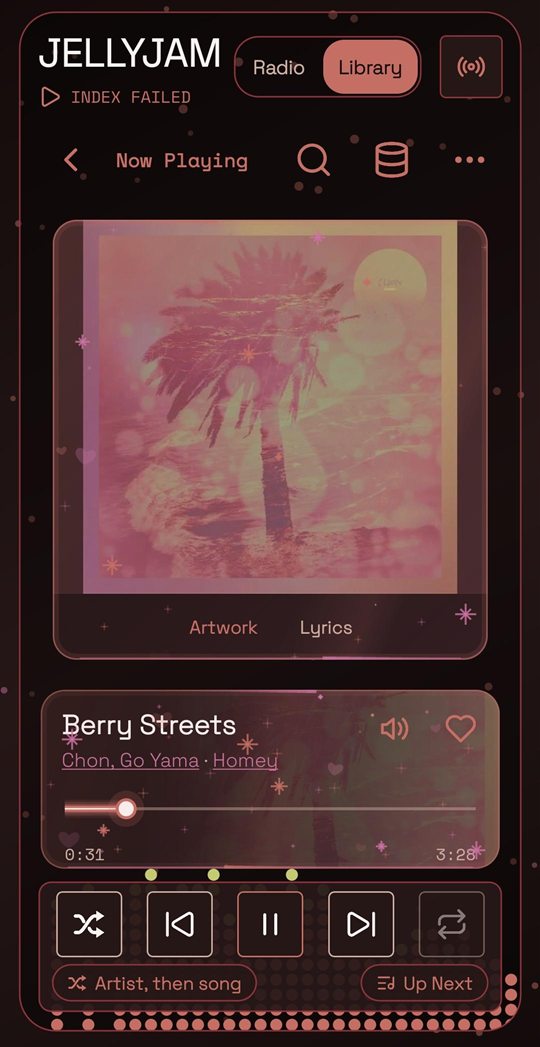 JELLYJAM
Radio
Library
INDEX FAILED
Now Playing
Artwork
Lyrics
Berry Streets
Chon, Go Yama · Homey
0:31
3:28
Artist, then song
Up Next